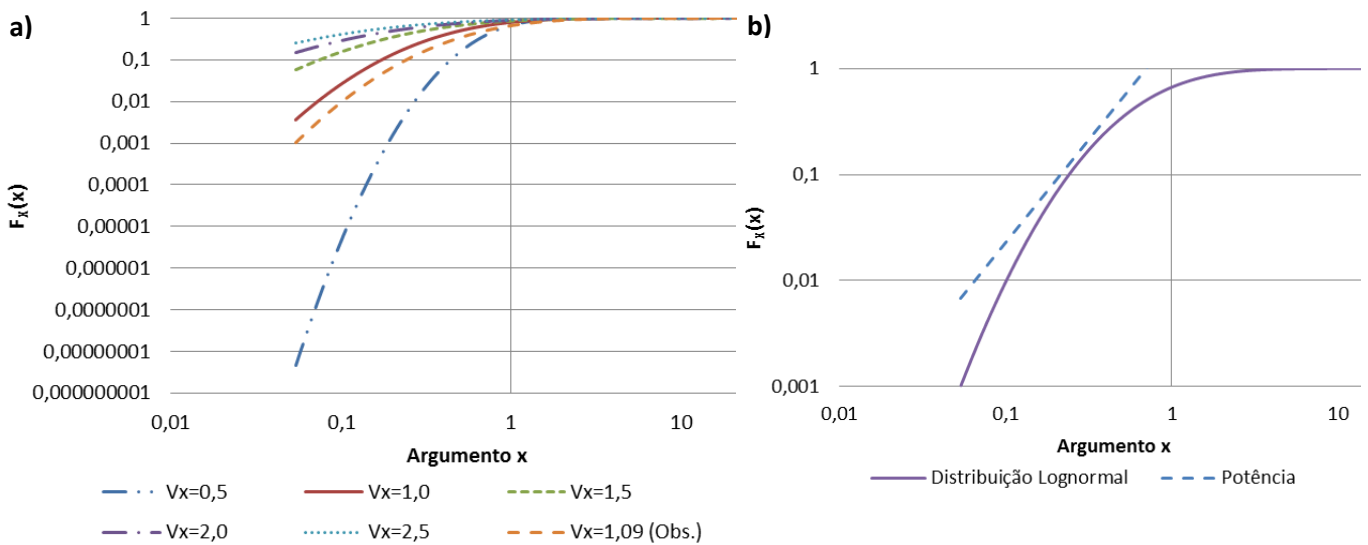 a)
1
0,1
0,01
0,001
0,0001
0,00001
0,000001
0,0000001
0,00000001
0,000000001
F_X(x)
0,01 0,1 1 10
Argumento x
Vx=0,5 Vx=1,0 Vx=1,5
Vx=2,0 Vx=2,5 Vx=1,09 (Obs.)
b)
1
0,1
0,01
0,001
F_X(x)
0,01 0,1 1 10
Argumento x
Distribuição Lognormal Potência